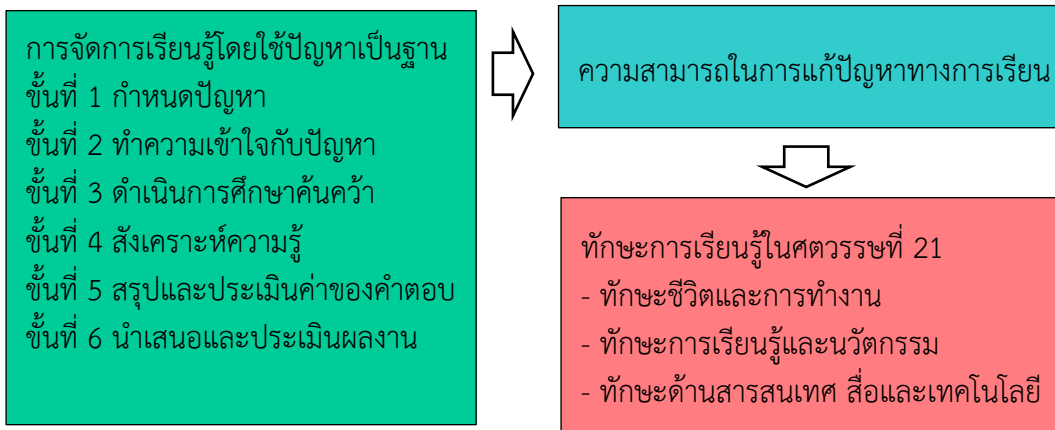 การจัดการเรียนรู้โดยใช้ปัญหาเป็นฐาน
ขั้นที่ 1 กำหนดปัญหา
ขั้นที่ 2 ทำความเข้าใจกับปัญหา
ขั้นที่ 3 ดำเนินการศึกษาค้นคว้า
ขั้นที่ 4 สังเคราะห์ความรู้
ขั้นที่ 5 สรุปและประเมินค่าของคำตอบ
ขั้นที่ 6 นำเสนอและประเมินผลงาน
ความสามารถในการแก้ปัญหาทางการเรียน
ทักษะการเรียนรู้ในศตวรรษที่ 21
- ทักษะชีวิตและการทำงาน
- ทักษะการเรียนรู้และนวัตกรรม
- ทักษะด้านสารสนเทศ สื่อและเทคโนโลยี